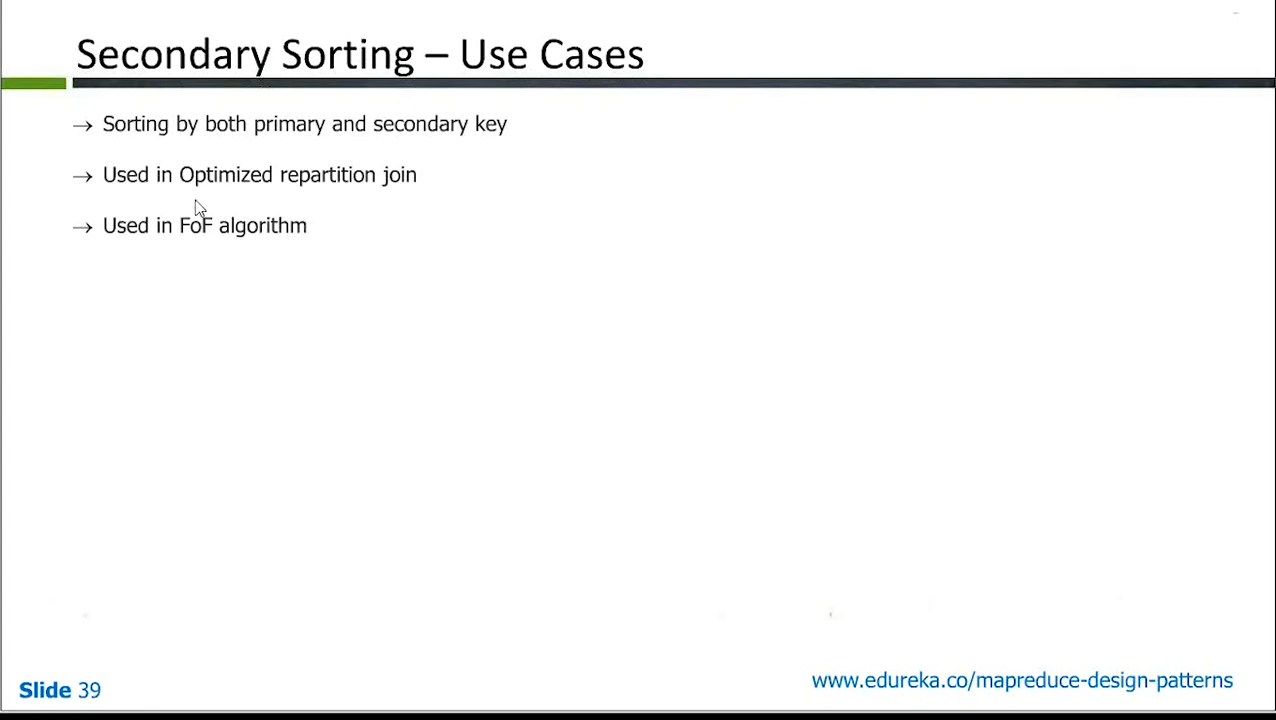 Secondary Sorting – Use Cases
→ Sorting by both primary and secondary key
→ Used in Optimized repartition join
→ Used in FoF algorithm
Slide 39
www.edureka.co/mapreduce-design-patterns